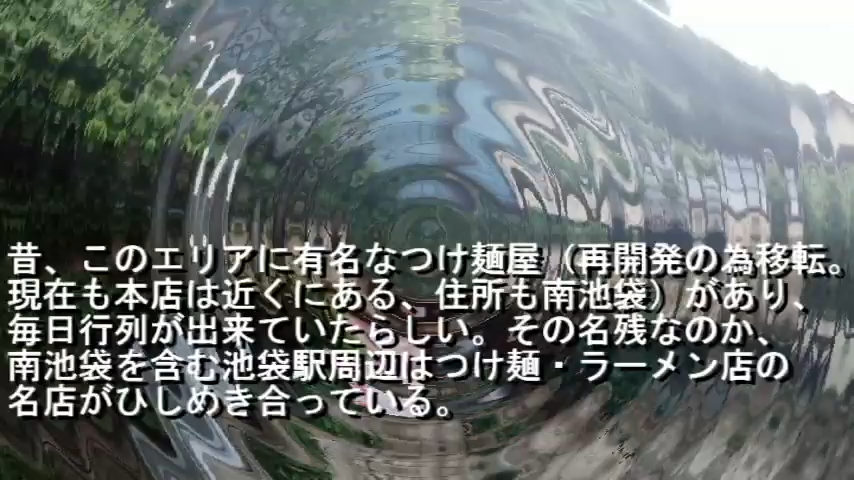 昔、このエリアに有名なつけ麺屋（再開発の為移転。
現在も本店は近くにある、住所も南池袋）があり、
毎日行列が出来ていたらしい。その名残なのか、
南池袋を含む池袋駅周辺はつけ麺・ラーメン店の
名店がひしめき合っている。